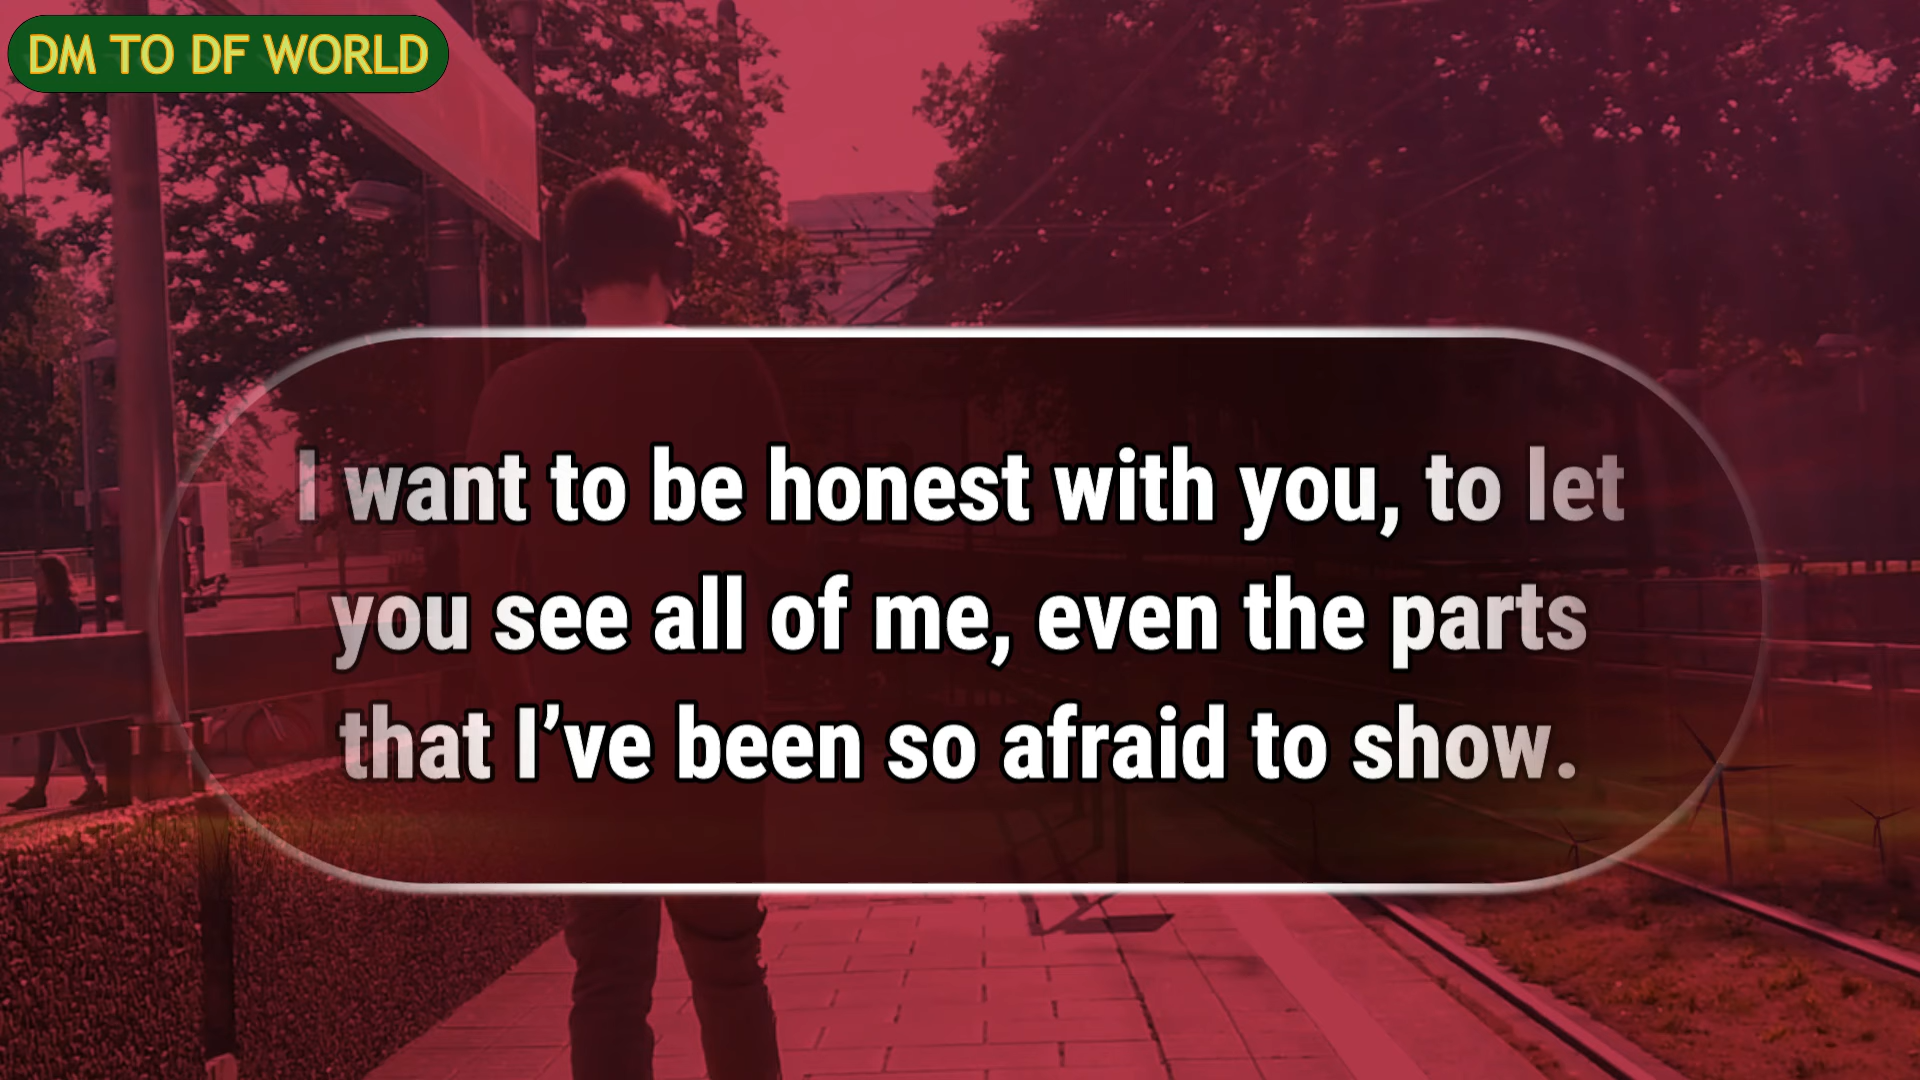 DM TO DF WORLD
I want to be honest with you, to let
you see all of me, even the parts
that I’ve been so afraid to show.